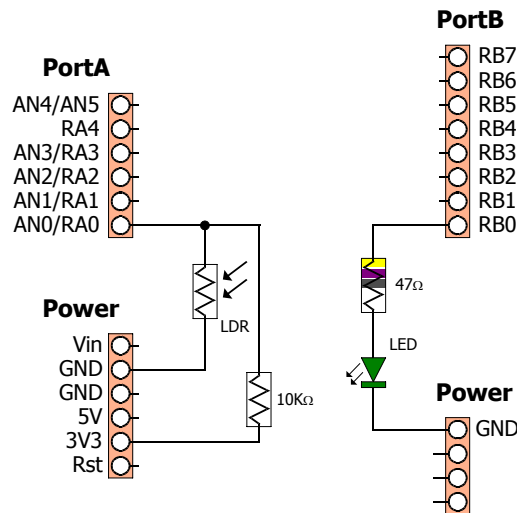 PortA
AN4/AN5
RA4
AN3/RA3
AN2/RA2
AN1/RA1
AN0/RA0
LDR
Power
Vin
GND
GND
5V
3V3
Rst
10KΩ
PortB
RB7
RB6
RB5
RB4
RB3
RB2
RB1
RB0
47Ω
LED
Power
GND